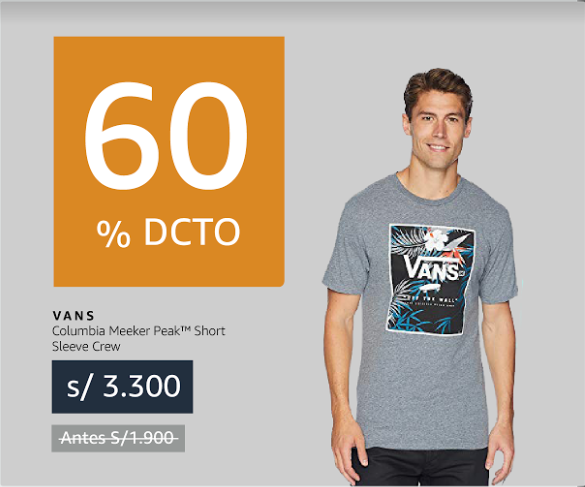 60
% DCTO
VANS
Columbia Meeker Peak™ Short
Sleeve Crew
s/ 3.300
Antes S/1.900
VANS
"OFF THE WALL"